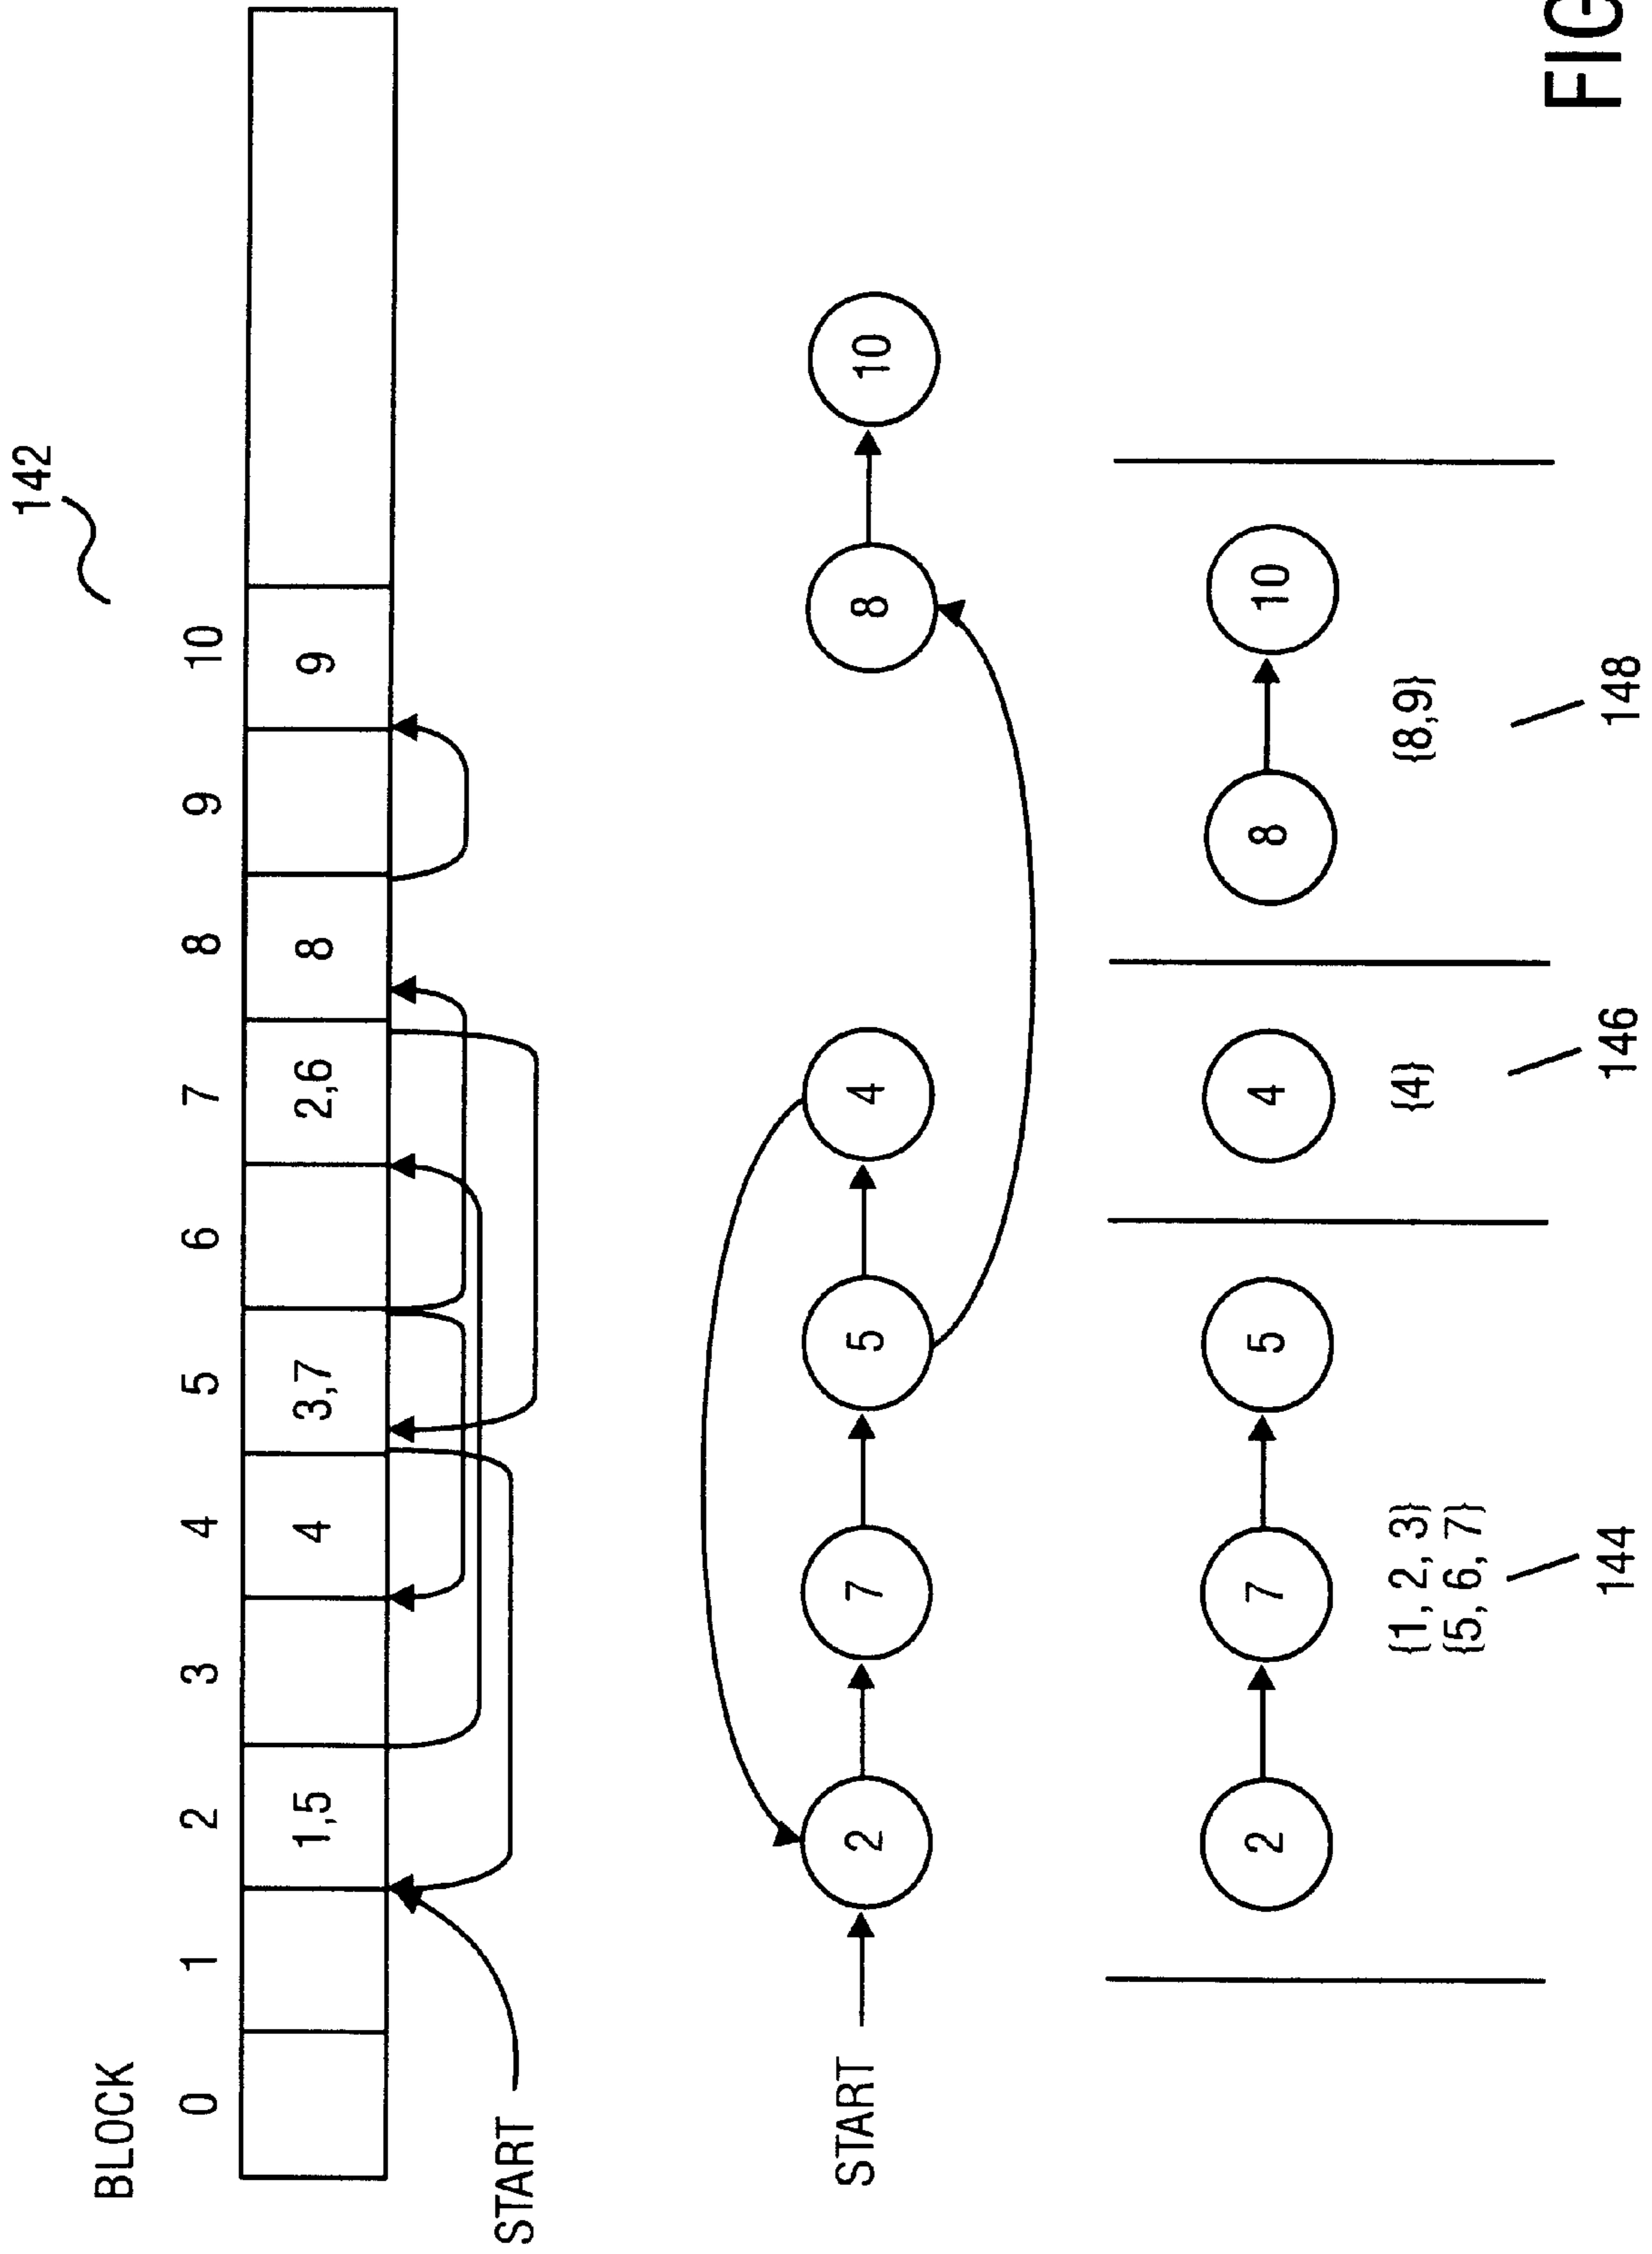 142
BLOCK
0 1 2 3 4 5 6 7 8 9 10
1,5 4 3,7 2,6 8 9
START
START 2 7 5 4 8 10
2 7 5 4 8 10
{1, 2, 3} {4} {8,9}
{5, 6, 7}
144 146 148
FIG